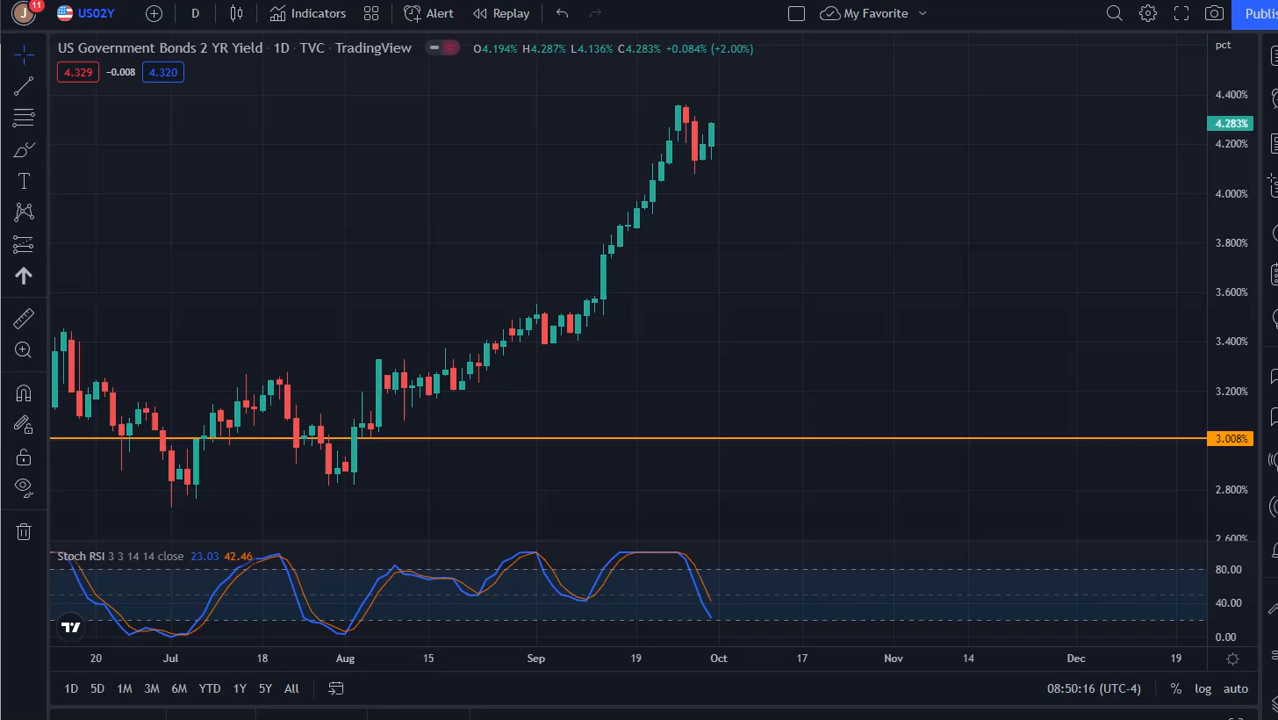 J 11 US02Y D Indicators Alert Replay My Favorite Publis
US Government Bonds 2 YR Yield · 1D · TVC · TradingView O4.194% H4.287% L4.136% C4.283% +0.084% (+2.00%) pct
4.329 −0.008 4.320
4.400%
4.283%
4.200%
4.000%
3.800%
3.600%
3.400%
3.200%
3.008%
2.800%
2.600%
Stoch RSI 3 3 14 14 close 23.03 42.46
80.00
40.00
0.00
20 Jul 18 Aug 15 Sep 19 Oct 17 Nov 14 Dec 19
1D 5D 1M 3M 6M YTD 1Y 5Y All 08:50:16 (UTC-4) % log auto